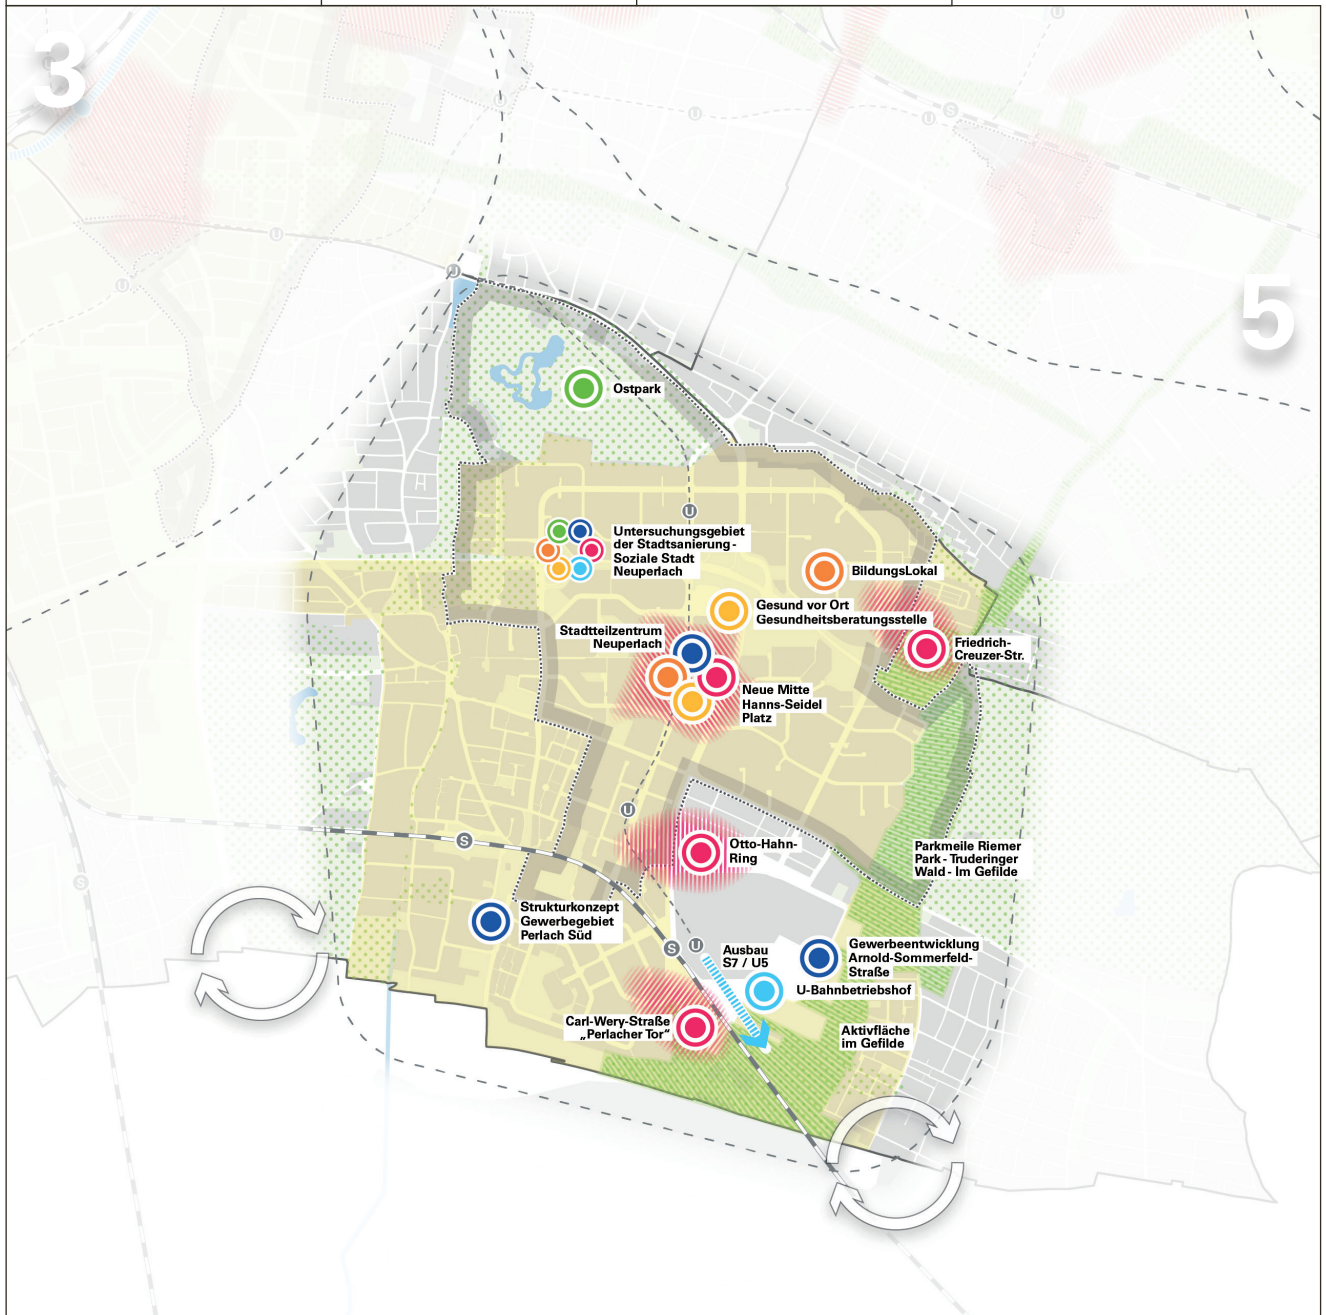 3
5
U
U
U
U
U
S
U
U
U
Ostpark
U
Untersuchungsgebiet
der Stadtsanierung -
Soziale Stadt
Neuperlach
BildungsLokal
Gesund vor Ort
Gesundheitsberatungsstelle
Stadtteilzentrum
Neuperlach
Friedrich-
Creuzer-Str.
Neue Mitte
Hanns-Seidel
Platz
U
S
Otto-Hahn-
Ring
Parkmeile Riemer
Park - Truderinger
Wald - Im Gefilde
S
Strukturkonzept
Gewerbegebiet
Perlach Süd
S
U
Ausbau
S7 / U5
Gewerbeentwicklung
Arnold-Sommerfeld-
Straße
U-Bahnbetriebshof
Carl-Wery-Straße
„Perlacher Tor“
Aktivfläche
im Gefilde